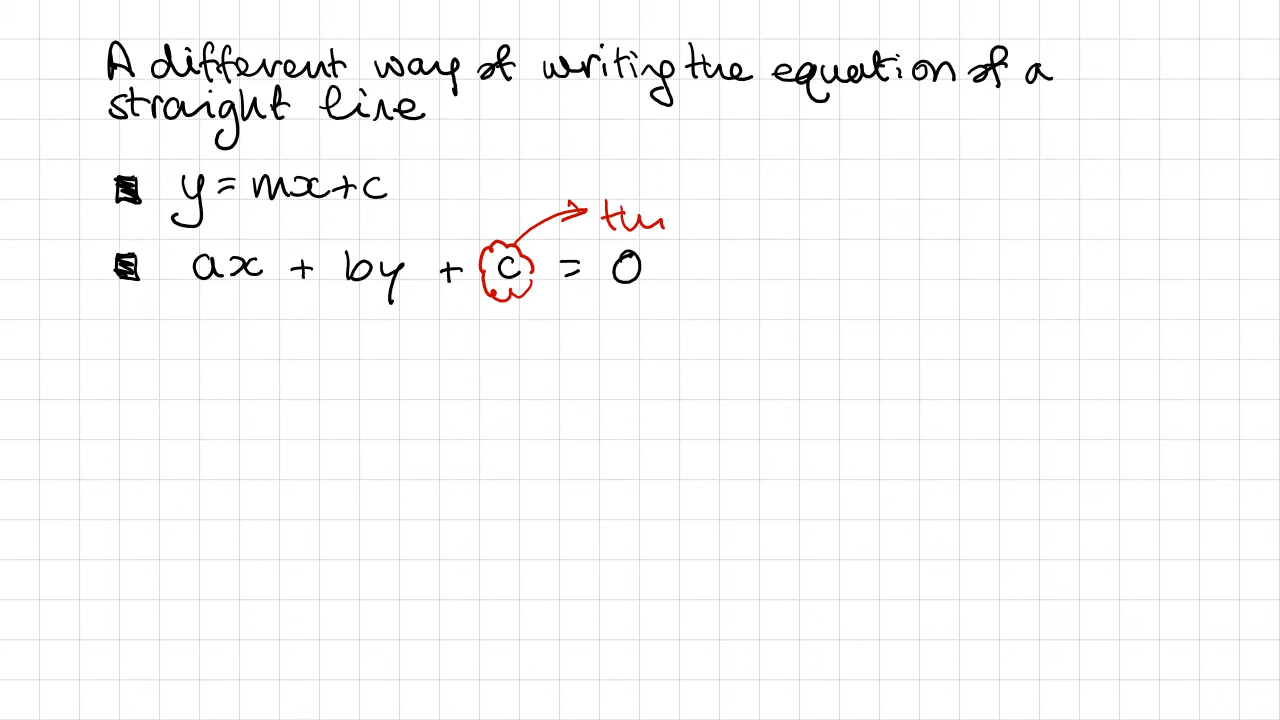 A different way of writing the equation of a
straight line
y = mx + c
ax + by + c = 0